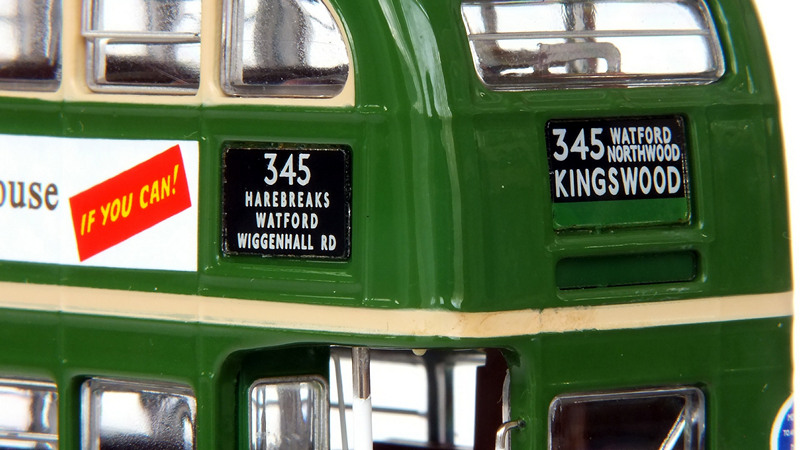 ouse
IF YOU CAN!
345
HAREBREAKS
WATFORD
WIGGENHALL RD
345 WATFORD
NORTHWOOD
KINGSWOOD